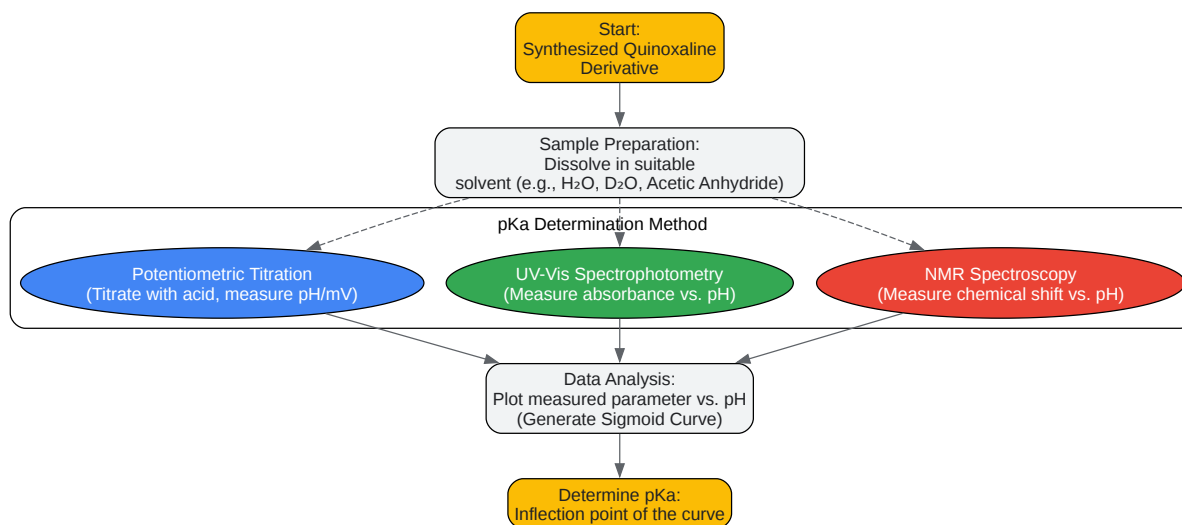 Start:
Synthesized Quinoxaline
Derivative
Sample Preparation:
Dissolve in suitable
solvent (e.g., H₂O, D₂O, Acetic Anhydride)
pKa Determination Method
Potentiometric Titration
(Titrate with acid, measure pH/mV)
UV-Vis Spectrophotometry
(Measure absorbance vs. pH)
NMR Spectroscopy
(Measure chemical shift vs. pH)
Data Analysis:
Plot measured parameter vs. pH
(Generate Sigmoid Curve)
Determine pKa:
Inflection point of the curve